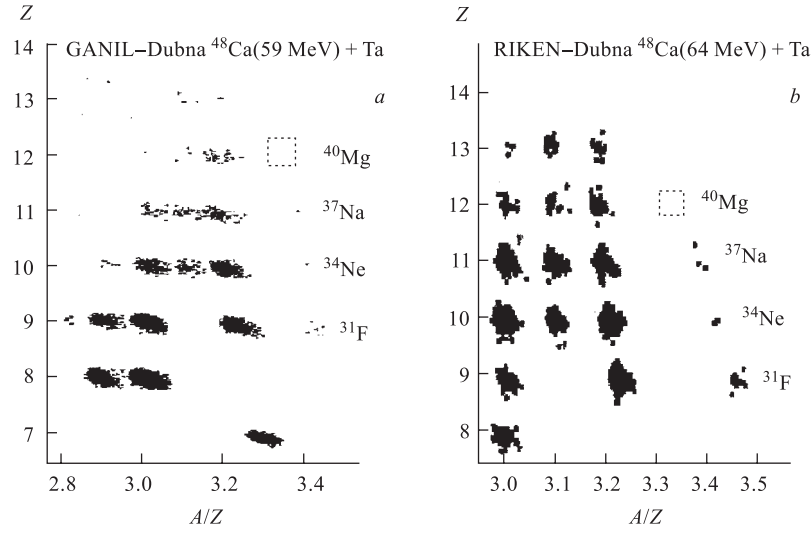 Z
14 GANIL–Dubna ⁴⁸Ca(59 MeV) + Ta
a
13
12
⁴⁰Mg
11
³⁷Na
10
³⁴Ne
9
³¹F
8
7
2.8 3.0 3.2 3.4
A/Z
Z
RIKEN–Dubna ⁴⁸Ca(64 MeV) + Ta
14
b
13
12
⁴⁰Mg
11
³⁷Na
10
³⁴Ne
9
³¹F
8
3.0 3.1 3.2 3.3 3.4 3.5
A/Z